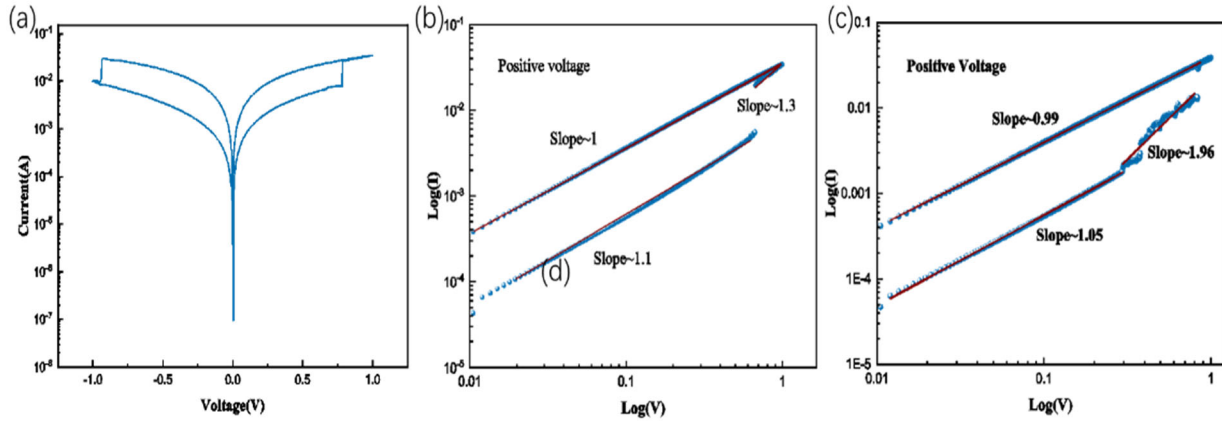 (a)
10⁻¹
10⁻²
10⁻³
10⁻⁴
10⁻⁵
10⁻⁶
10⁻⁷
10⁻⁸
Current(A)
-1.0 -0.5 0.0 0.5 1.0
Voltage(V)
(b)
10⁻¹
10⁻²
10⁻³
10⁻⁴
10⁻⁵
Log(I)
Positive voltage
Slope~1.3
Slope~1
Slope~1.1
(d)
0.01 0.1 1
Log(V)
(c)
0.1
0.01
0.001
1E-4
1E-5
Log(I)
Positive Voltage
Slope~0.99
Slope~1.96
Slope~1.05
0.01 0.1 1
Log(V)